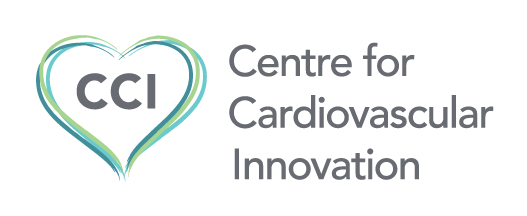 CCI
Centre for
Cardiovascular
Innovation